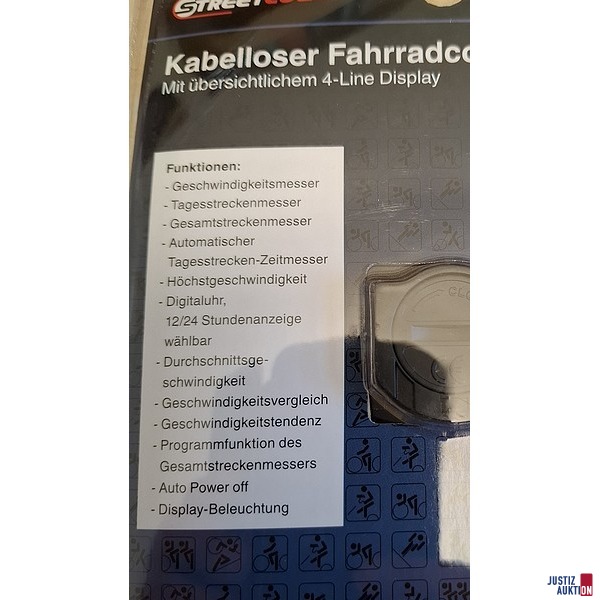 Kabelloser
Mit übersichtlichem 4-Line Display
Funktionen:
- Geschwindigkeitsmesser
- Tagesstreckenmesser
- Gesamtstreckenmesser
- Automatischer
Tagesstrecken-Zeitmesser
- Höchstgeschwindigkeit
- Digitaluhr,
12/24 Stundenanzeige
wählbar
- Durchschnittsge-
schwindigkeit
- Geschwindigkeitsvergleich
- Geschwindigkeitstendenz
- Programmfunktion des
Gesamtstreckenmessers
- Auto Power off
- Display-Beleuchtung
JUSTIZ
AUKTION